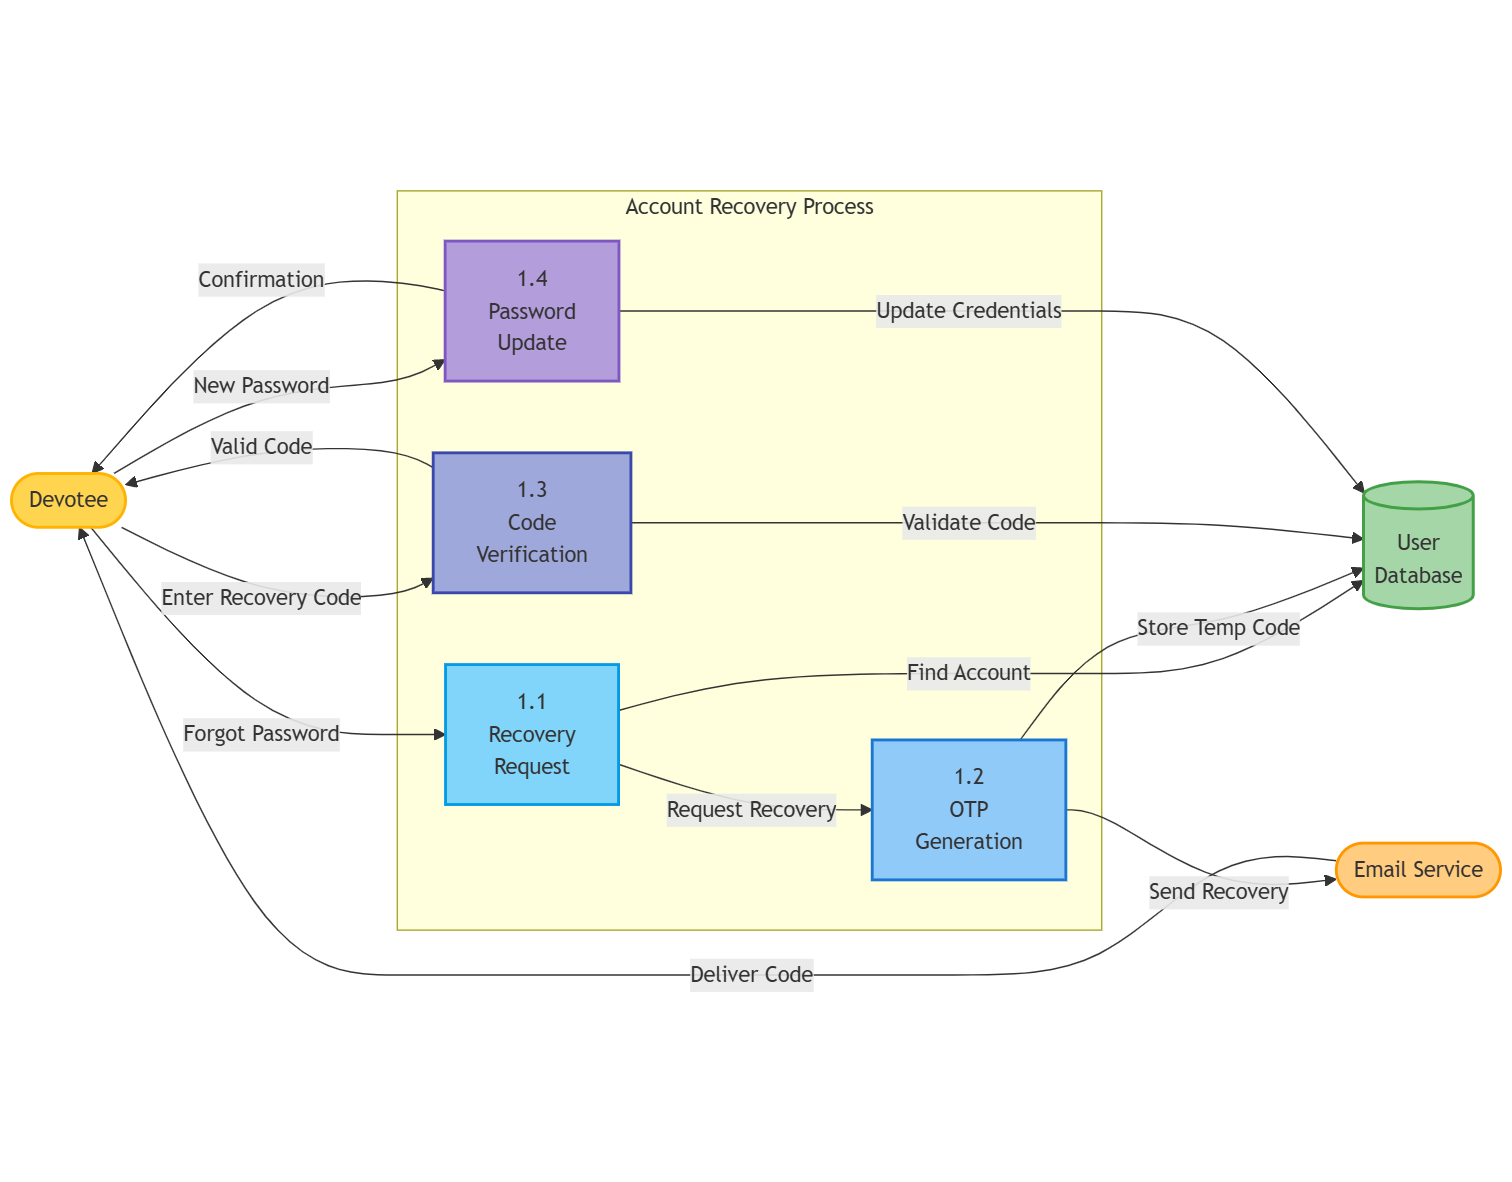 Account Recovery Process
1.4
Password
Update
Confirmation
New Password
Update Credentials
Valid Code
1.3
Code
Verification
Validate Code
Devotee
Enter Recovery Code
User
Database
Store Temp Code
Find Account
1.1
Recovery
Request
Forgot Password
Request Recovery
1.2
OTP
Generation
Send Recovery
Email Service
Deliver Code